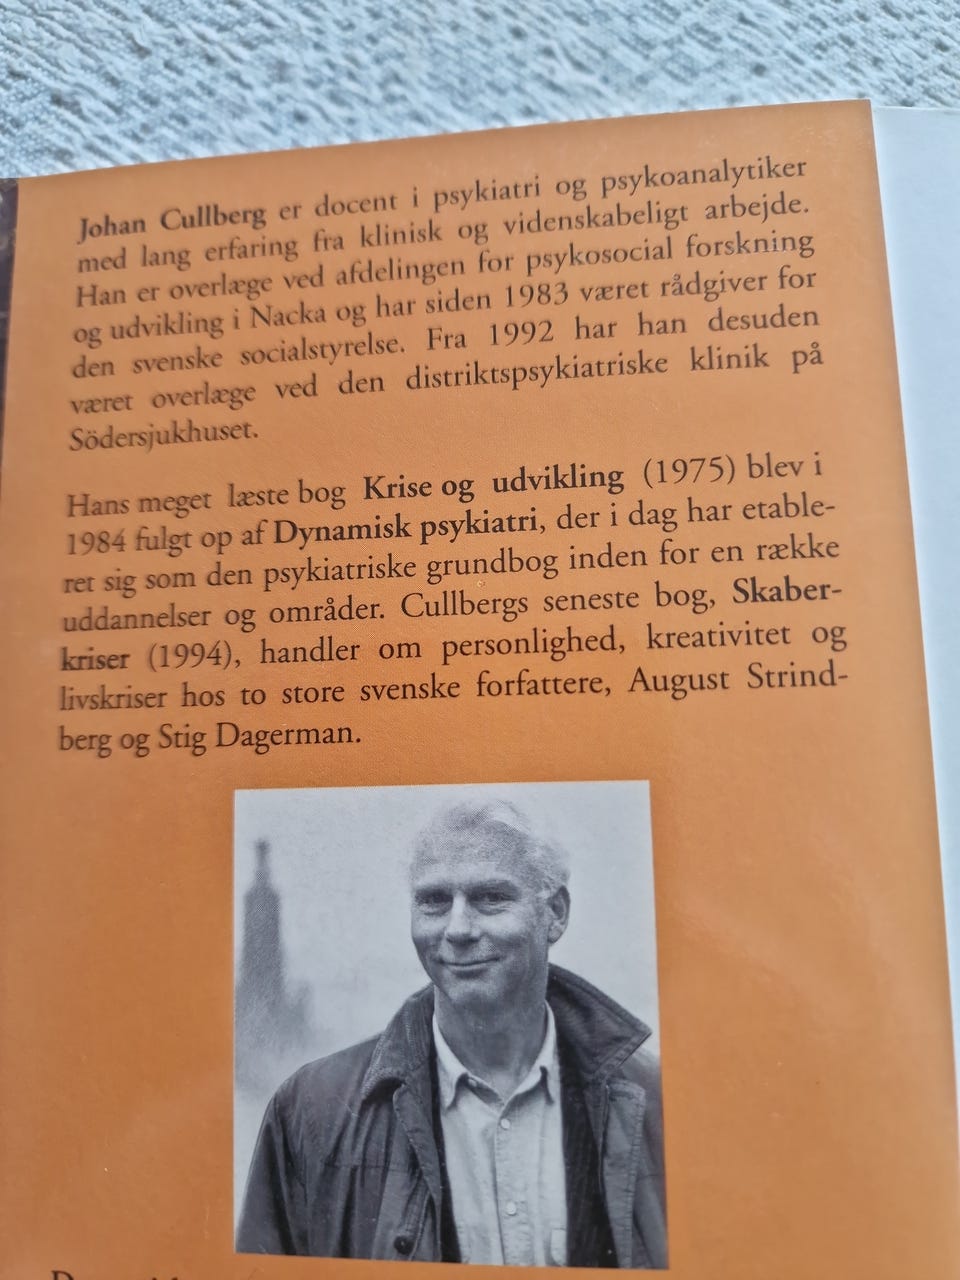 Johan Cullberg er docent i psykiatri og psykoanalytiker
med lang erfaring fra klinisk og videnskabeligt arbejde.
Han er overlæge ved afdelingen for psykosocial forskning
og udvikling i Nacka og har siden 1983 været rådgiver for
den svenske socialstyrelse. Fra 1992 har han desuden
været overlæge ved den distriktspsykiatriske klinik på
Södersjukhuset.
Hans meget læste bog Krise og udvikling (1975) blev i
1984 fulgt op af Dynamisk psykiatri, der i dag har etable-
ret sig som den psykiatriske grundbog inden for en række
uddannelser og områder. Cullbergs seneste bog, Skaber-
kriser (1994), handler om personlighed, kreativitet og
livskriser hos to store svenske forfattere, August Strind-
berg og Stig Dagerman.